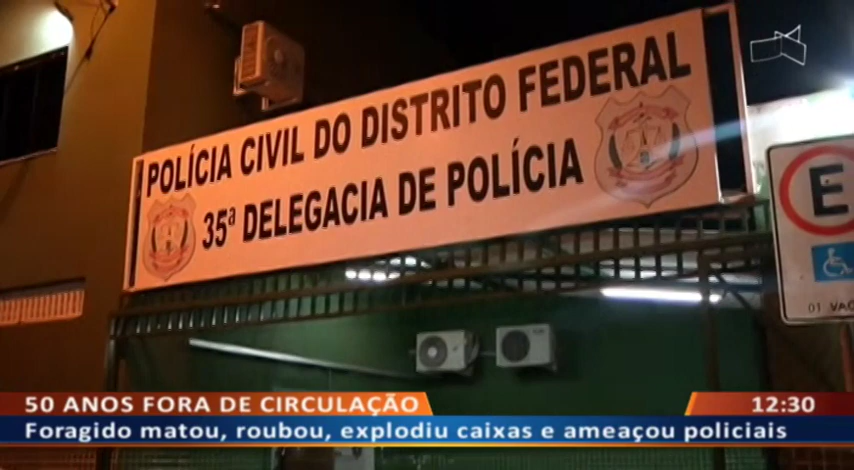 POLÍCIA CIVIL DO DISTRITO FEDERAL
35ª DELEGACIA DE POLÍCIA
E
01 VAG
50 ANOS FORA DE CIRCULAÇÃO
12:30
Foragido matou, roubou, explodiu caixas e ameaçou policiais